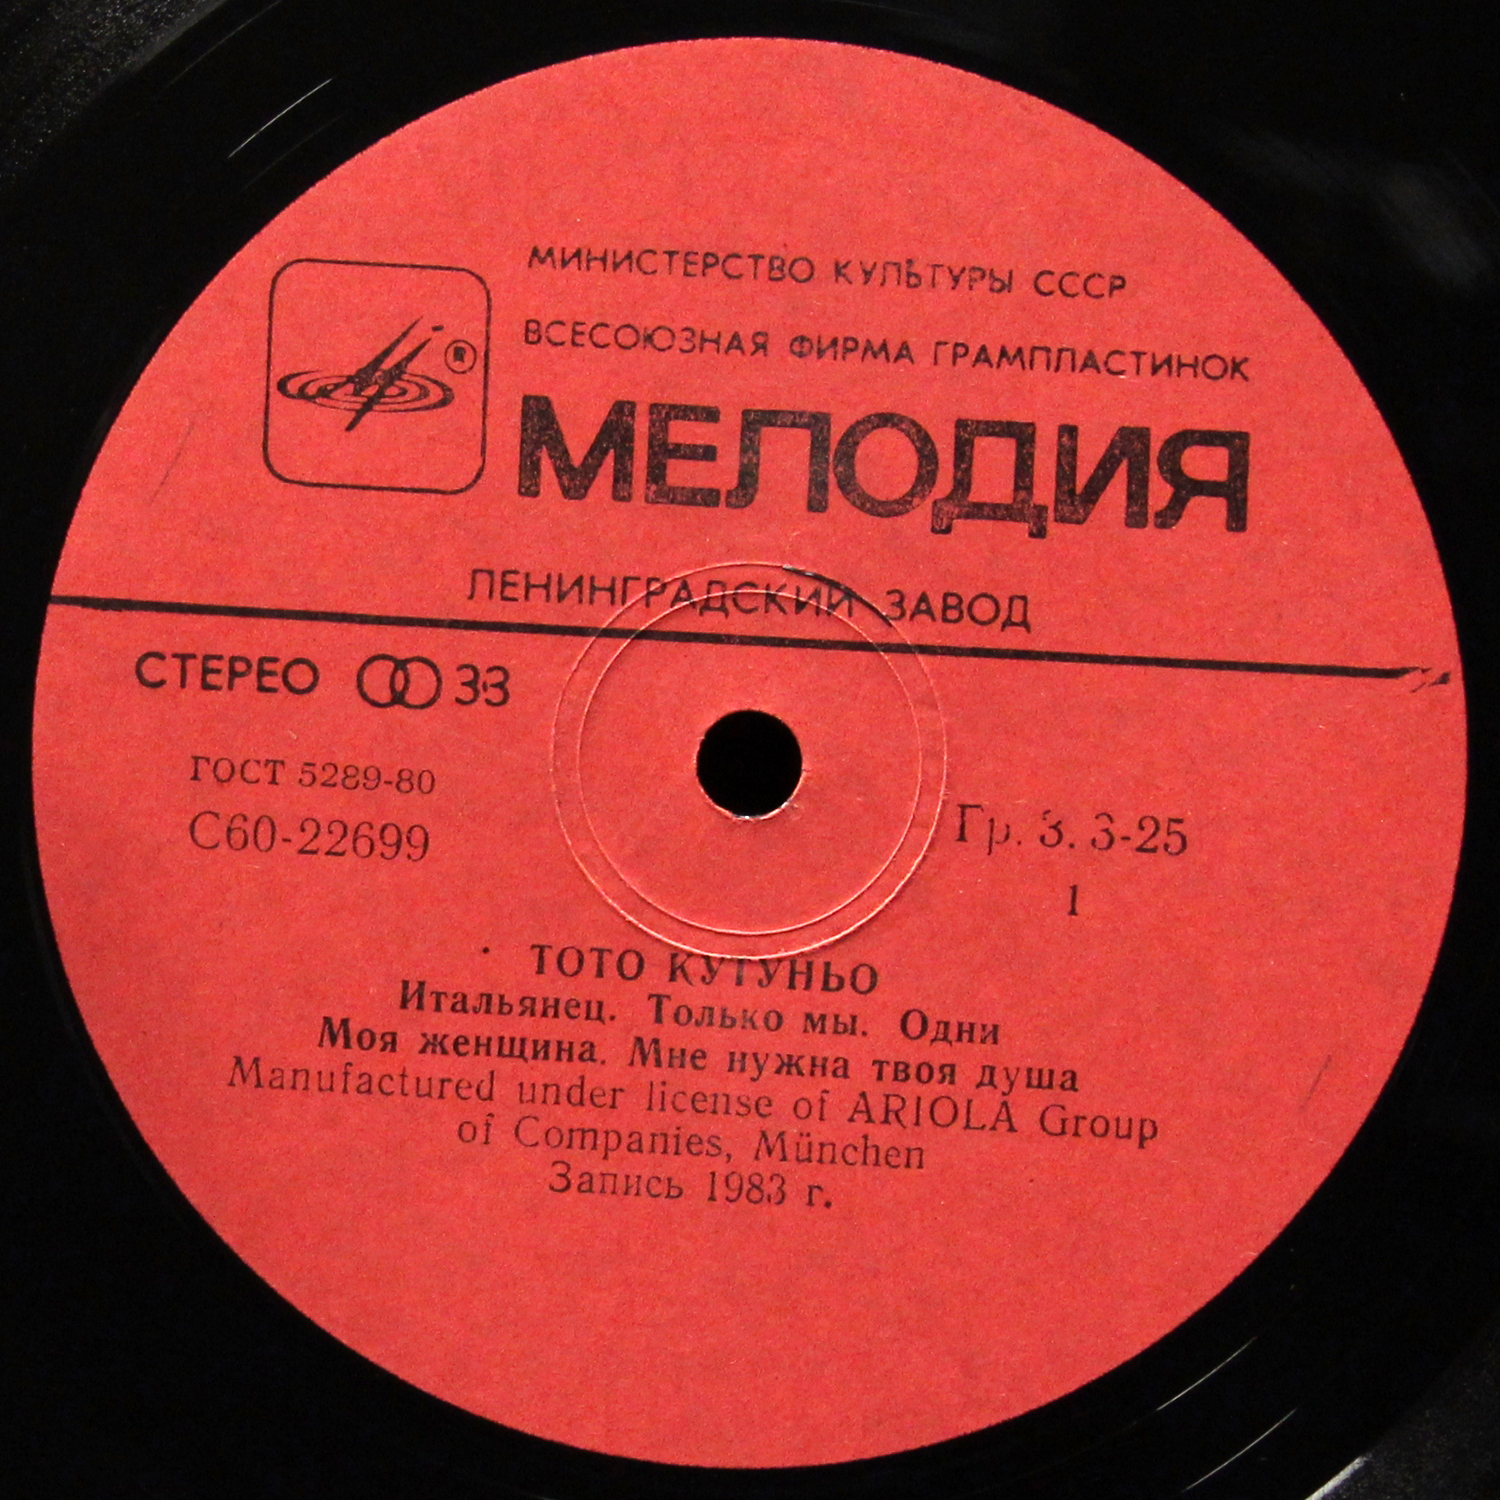 МИНИСТЕРСТВО КУЛЬТУРЫ СССР
ВСЕСОЮЗНАЯ ФИРМА ГРАМПЛАСТИНОК
®
МЕЛОДИЯ
ЛЕНИНГРАДСКИЙ ЗАВОД
СТЕРЕО 33
ГОСТ 5289-80
С60-22699
Гр. 3. 3-25
1
ТОТО КУТУНЬО
Итальянец. Только мы. Одни
Моя женщина. Мне нужна твоя душа
Manufactured under license of ARIOLA Group
of Companies, München
Запись 1983 г.